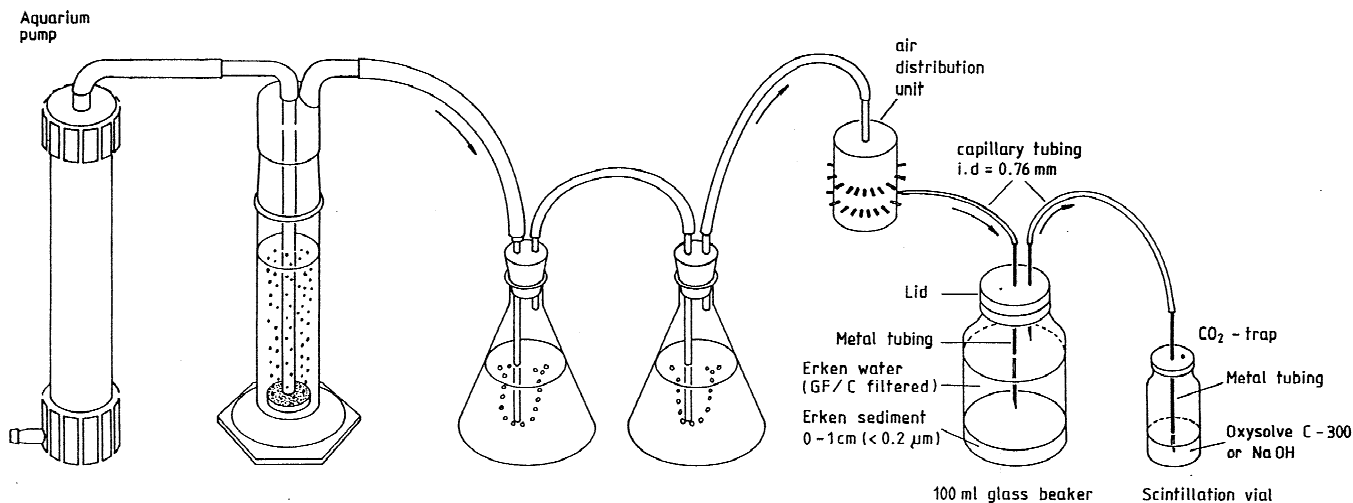 Aquarium
pump
air
distribution
unit
capillary tubing
i.d = 0.76 mm
Lid
Metal tubing
Erken water
(GF/C filtered)
Erken sediment
0-1cm (< 0.2 µm)
100 ml glass beaker
CO₂ - trap
Metal tubing
Oxysolve C-300
or NaOH
Scintillation vial